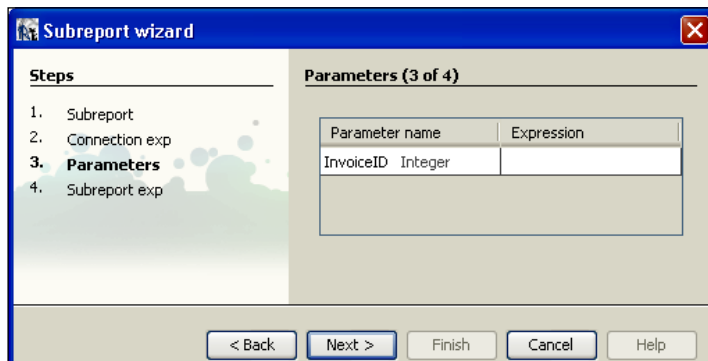 Subreport wizard
Steps
1. Subreport
2. Connection exp
3. Parameters
4. Subreport exp
Parameters (3 of 4)
Parameter name Expression
InvoiceID Integer
< Back Next > Finish Cancel Help